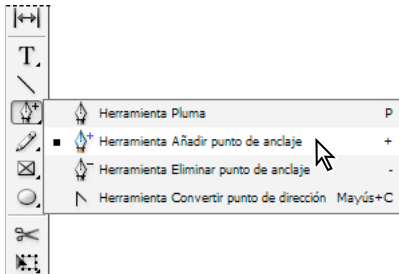 T
Herramienta Pluma P
Herramienta Añadir punto de anclaje +
Herramienta Eliminar punto de anclaje -
Herramienta Convertir punto de dirección Mayús+C